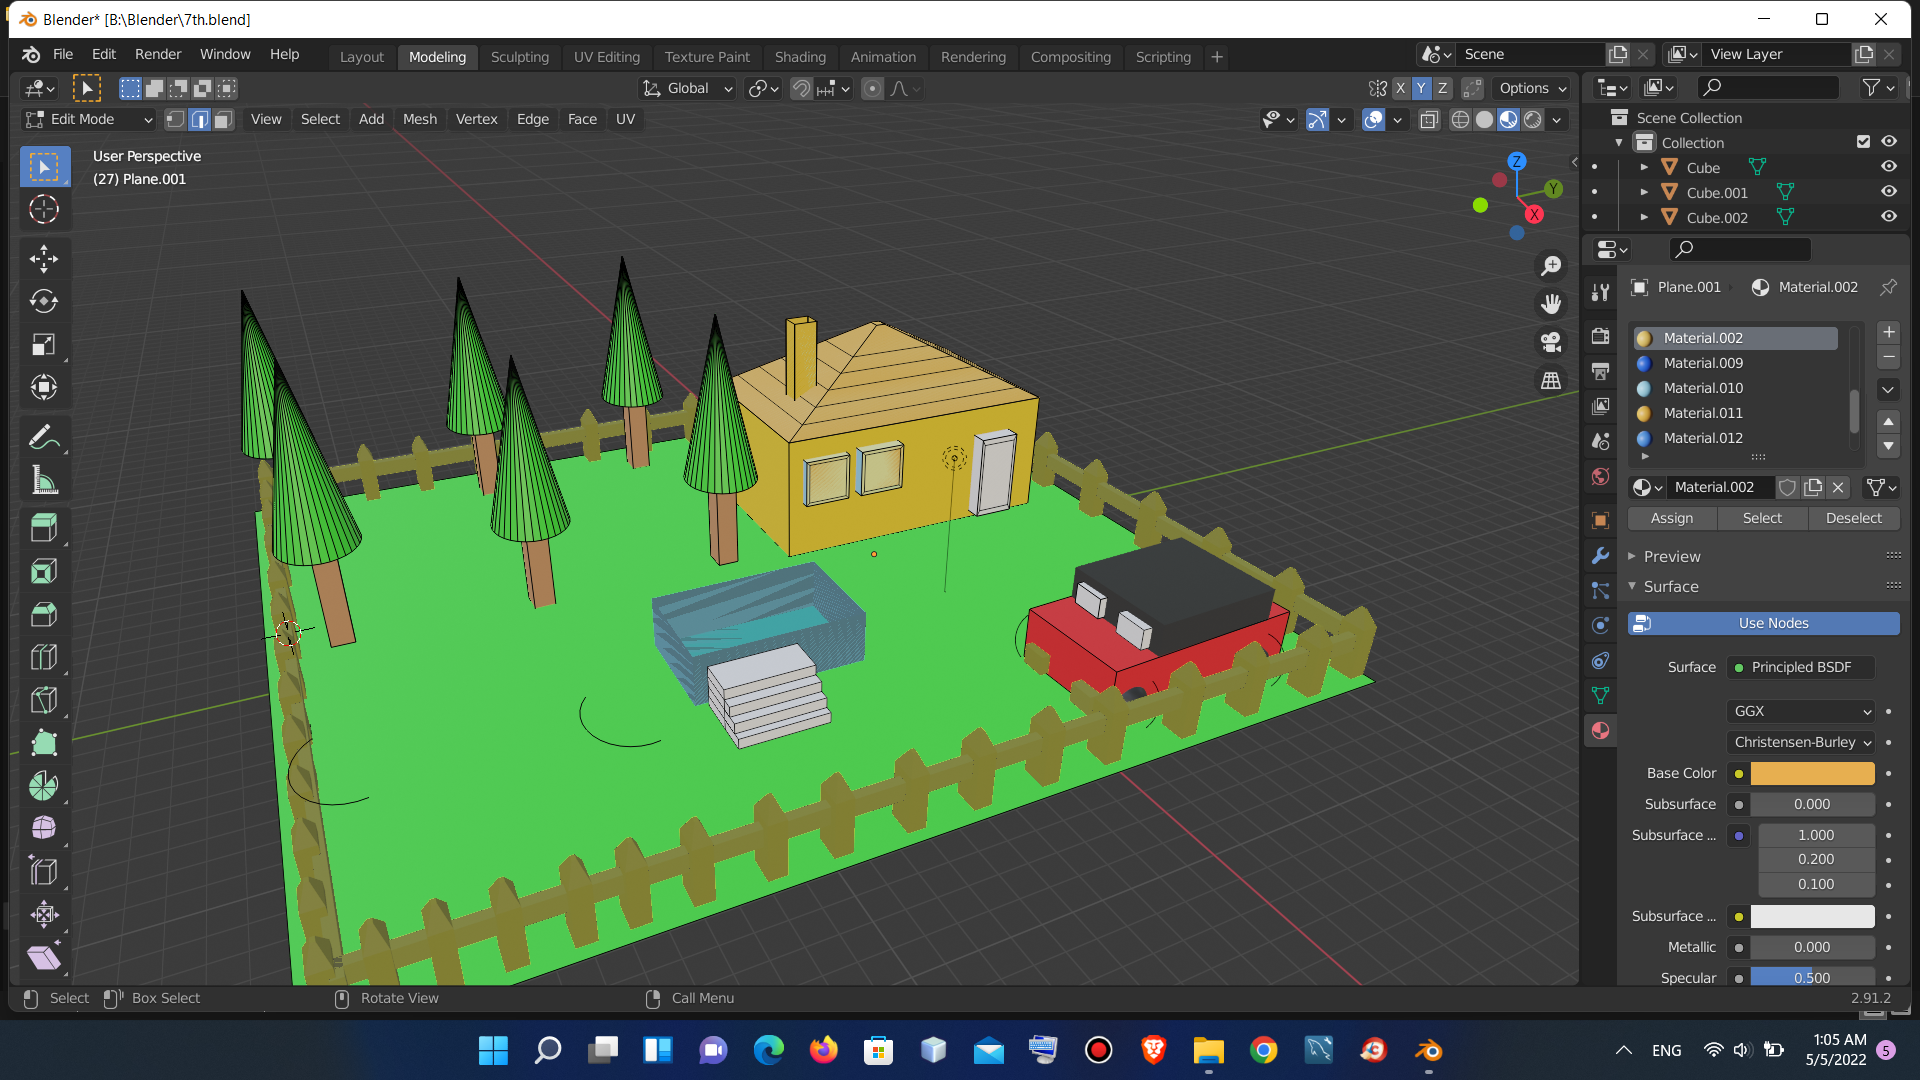 Blender* [B:\Blender\7th.blend]
File Edit Render Window Help
Layout Modeling Sculpting UV Editing Texture Paint Shading Animation Rendering Compositing Scripting +
Scene
View Layer
Global
X Y Z
Options
Edit Mode
View Select Add Mesh Vertex Edge Face UV
User Perspective
(27) Plane.001
Z
Y
X
Scene Collection
Collection
Cube
Cube.001
Cube.002
Plane.001
Material.002
Material.002
Material.009
Material.010
Material.011
Material.012
Material.002
Assign Select Deselect
Preview
Surface
Use Nodes
Surface Principled BSDF
GGX
Christensen-Burley
Base Color
Subsurface 0.000
Subsurface ... 1.000
0.200
0.100
Subsurface ...
Metallic 0.000
Specular 0.500
Select Box Select Rotate View Call Menu
2.91.2
ENG
1:05 AM
5/5/2022
5